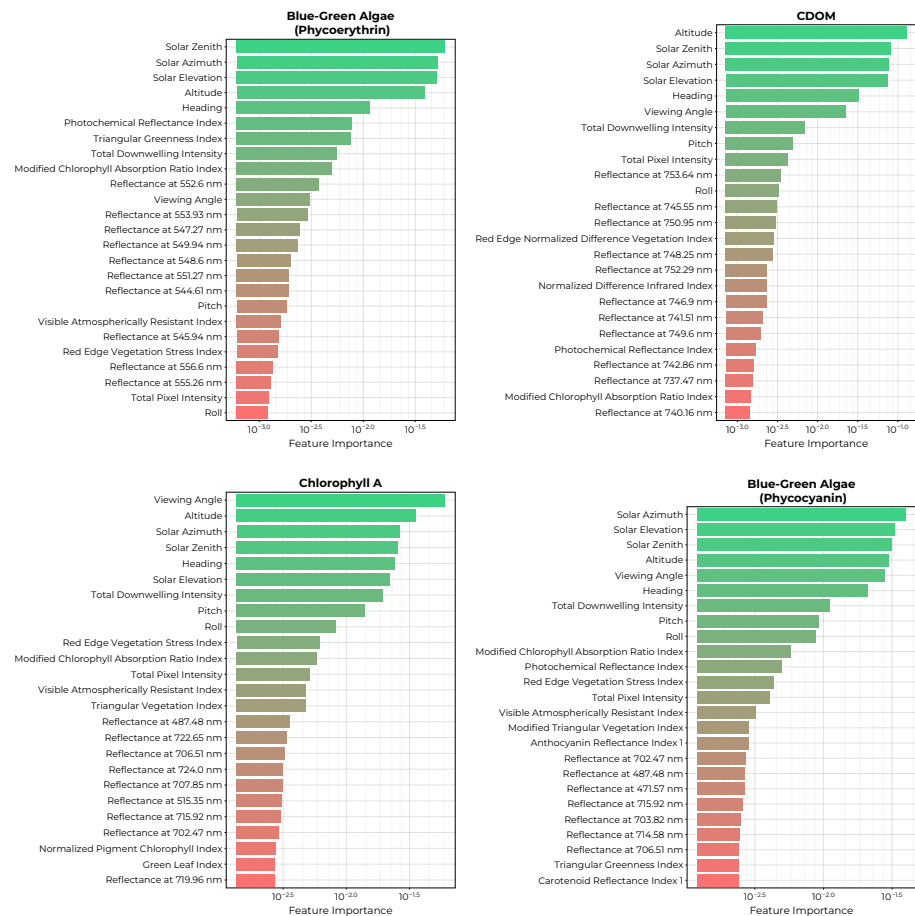 Blue-Green Algae
(Phycoerythrin)
Solar Zenith
Solar Azimuth
Solar Elevation
Altitude
Heading
Photochemical Reflectance Index
Triangular Greenness Index
Total Downwelling Intensity
Modified Chlorophyll Absorption Ratio Index
Reflectance at 552.6 nm
Viewing Angle
Reflectance at 553.93 nm
Reflectance at 547.27 nm
Reflectance at 549.94 nm
Reflectance at 548.6 nm
Reflectance at 551.27 nm
Reflectance at 544.61 nm
Pitch
Visible Atmospherically Resistant Index
Reflectance at 545.94 nm
Red Edge Vegetation Stress Index
Reflectance at 556.6 nm
Reflectance at 555.26 nm
Total Pixel Intensity
Roll
10^−3.0 10^−2.5 10^−2.0 10^−1.5
Feature Importance
CDOM
Altitude
Solar Zenith
Solar Azimuth
Solar Elevation
Heading
Viewing Angle
Total Downwelling Intensity
Pitch
Total Pixel Intensity
Reflectance at 753.64 nm
Roll
Reflectance at 745.55 nm
Reflectance at 750.95 nm
Red Edge Normalized Difference Vegetation Index
Reflectance at 748.25 nm
Reflectance at 752.29 nm
Normalized Difference Infrared Index
Reflectance at 746.9 nm
Reflectance at 741.51 nm
Reflectance at 749.6 nm
Photochemical Reflectance Index
Reflectance at 742.86 nm
Reflectance at 737.47 nm
Modified Chlorophyll Absorption Ratio Index
Reflectance at 740.16 nm
10^−3.0 10^−2.5 10^−2.0 10^−1.5 10^−1.0
Feature Importance
Chlorophyll A
Viewing Angle
Altitude
Solar Azimuth
Solar Zenith
Heading
Solar Elevation
Total Downwelling Intensity
Pitch
Roll
Red Edge Vegetation Stress Index
Modified Chlorophyll Absorption Ratio Index
Total Pixel Intensity
Visible Atmospherically Resistant Index
Triangular Vegetation Index
Reflectance at 487.48 nm
Reflectance at 722.65 nm
Reflectance at 706.51 nm
Reflectance at 724.0 nm
Reflectance at 707.85 nm
Reflectance at 515.35 nm
Reflectance at 715.92 nm
Reflectance at 702.47 nm
Normalized Pigment Chlorophyll Index
Green Leaf Index
Reflectance at 719.96 nm
10^−2.5 10^−2.0 10^−1.5
Feature Importance
Blue-Green Algae
(Phycocyanin)
Solar Azimuth
Solar Elevation
Solar Zenith
Altitude
Viewing Angle
Heading
Total Downwelling Intensity
Pitch
Roll
Modified Chlorophyll Absorption Ratio Index
Photochemical Reflectance Index
Red Edge Vegetation Stress Index
Total Pixel Intensity
Visible Atmospherically Resistant Index
Modified Triangular Vegetation Index
Anthocyanin Reflectance Index 1
Reflectance at 702.47 nm
Reflectance at 487.48 nm
Reflectance at 471.57 nm
Reflectance at 715.92 nm
Reflectance at 703.82 nm
Reflectance at 714.58 nm
Reflectance at 706.51 nm
Triangular Greenness Index
Carotenoid Reflectance Index 1
10^−2.5 10^−2.0 10^−1.5
Feature Importance